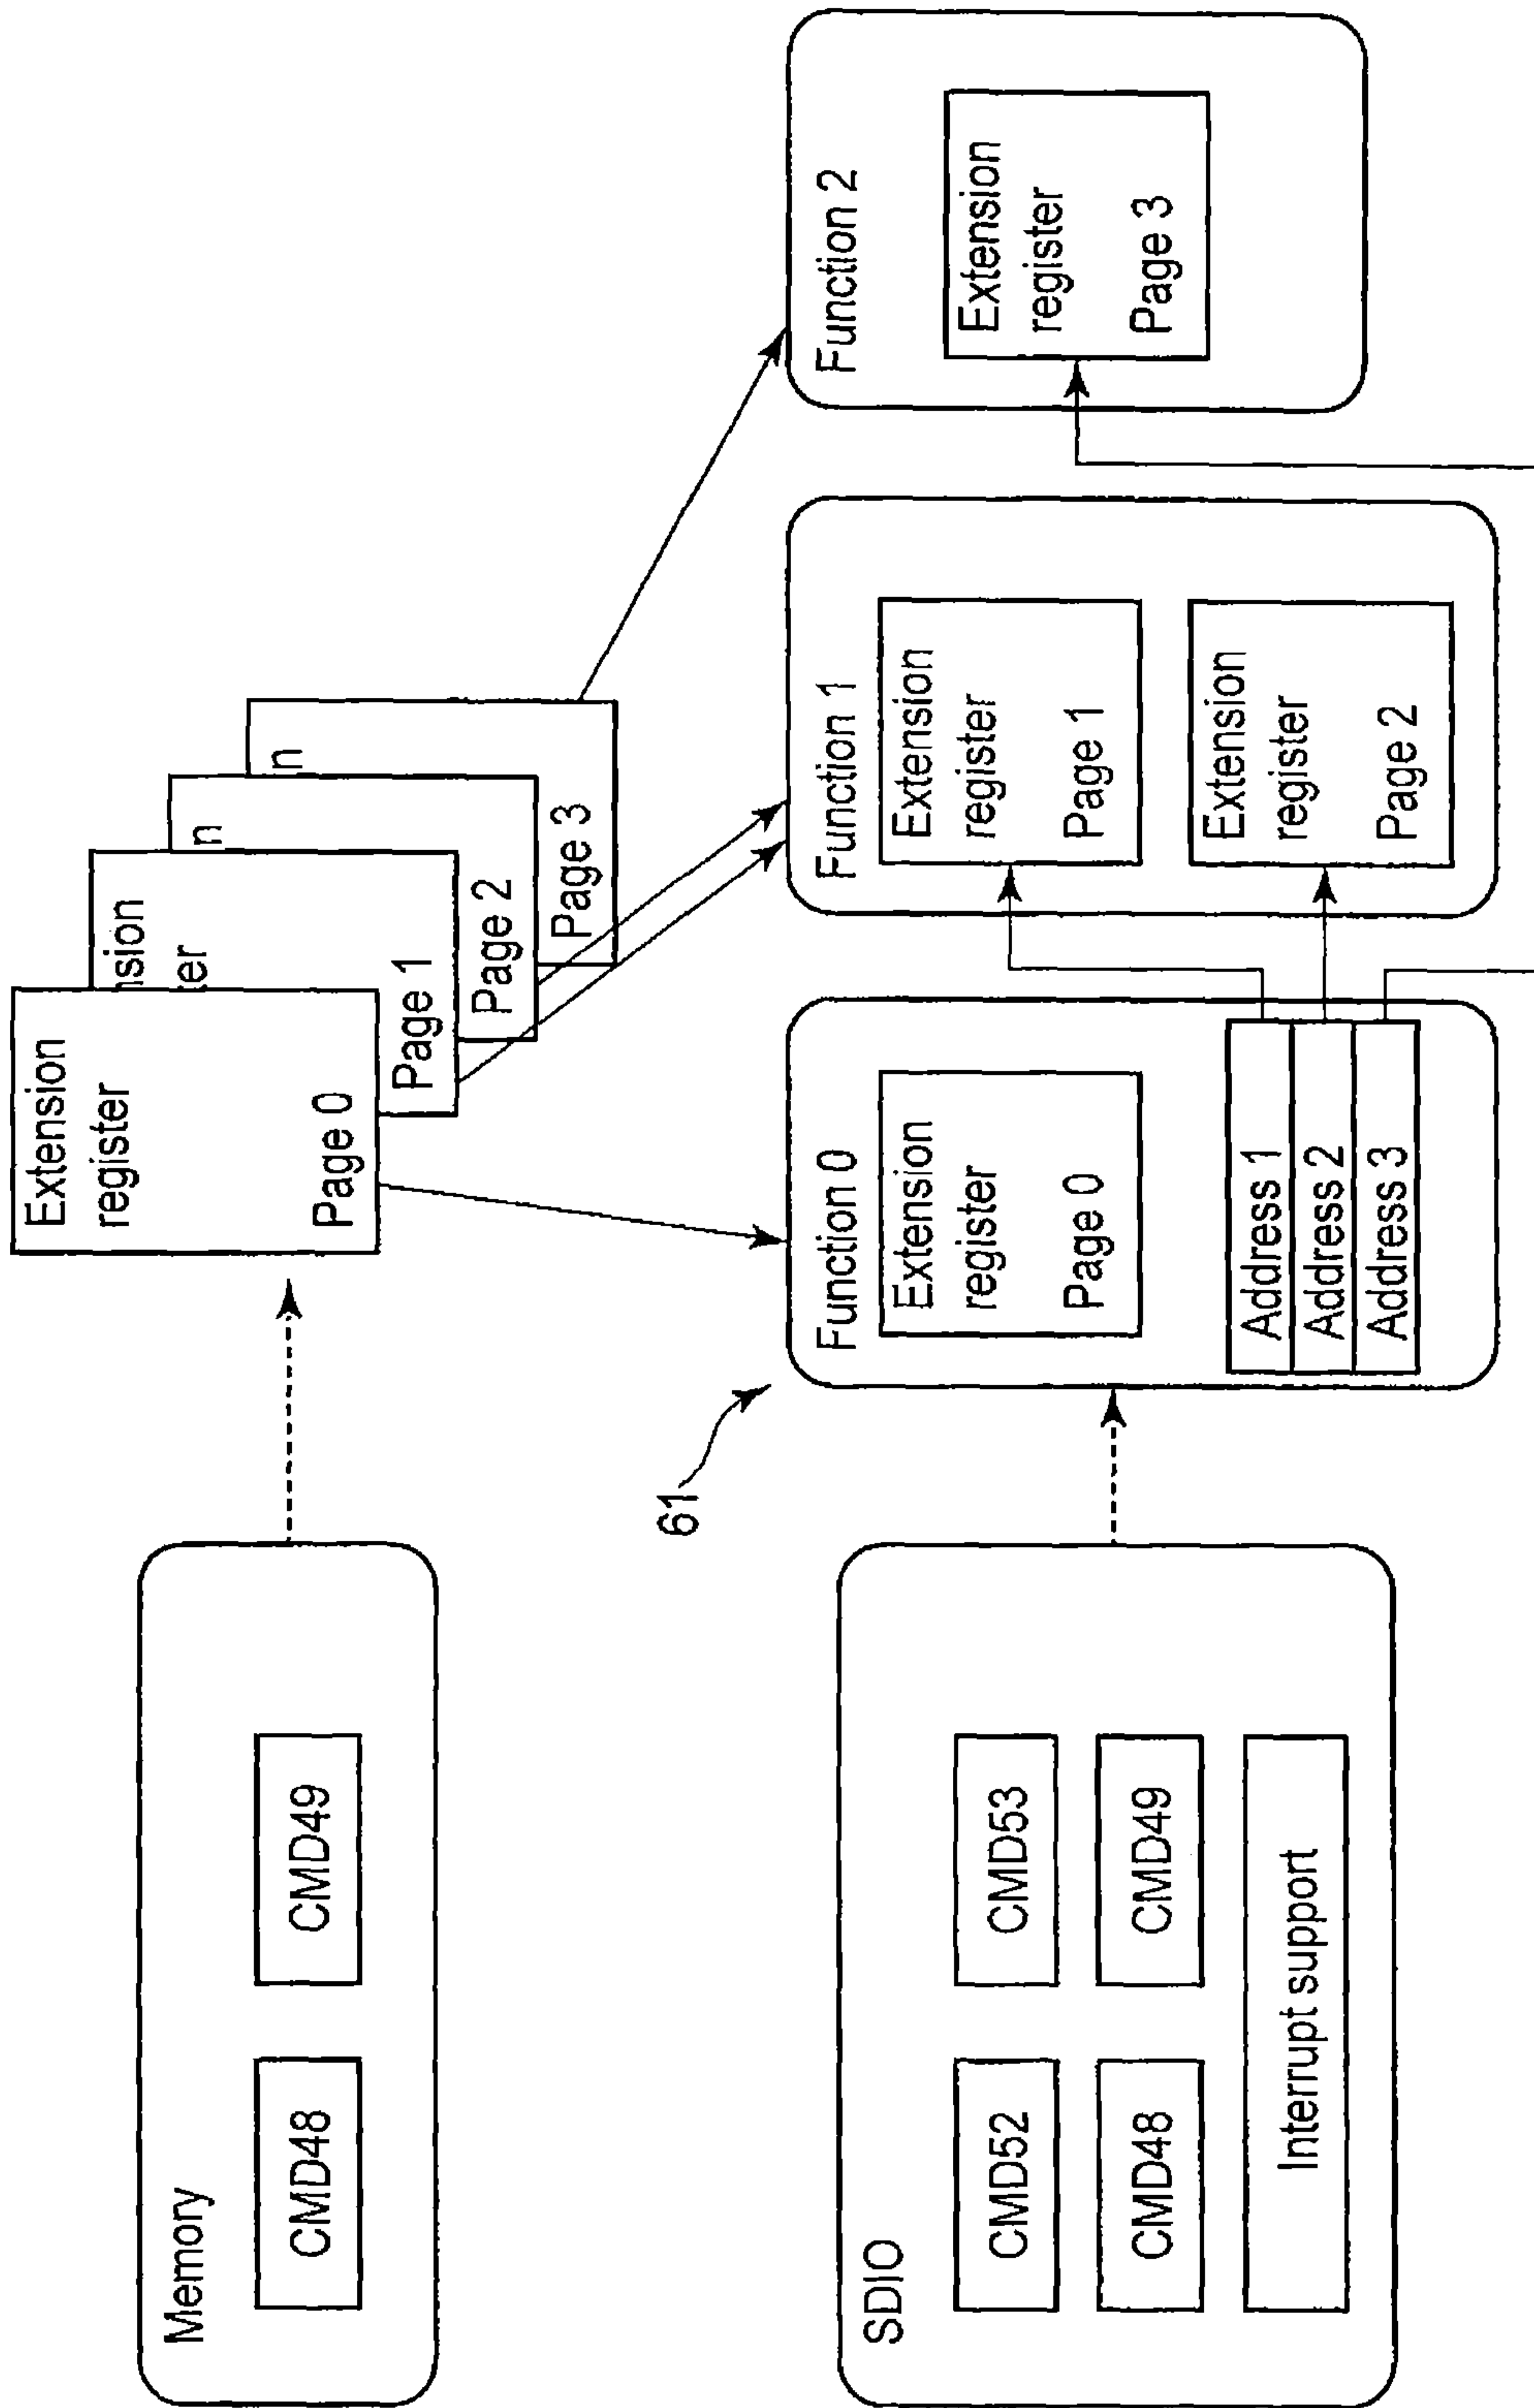 Memory
CMD48
CMD49
Extension
register
Page 0
nsion
ter
Page 1
n
Page 2
n
Page 3
61
SDIO
CMD52
CMD53
CMD48
CMD49
Interrupt support
Function 0
Extension
register
Page 0
Address 1
Address 2
Address 3
Function 1
Extension
register
Page 1
Extension
register
Page 2
Function 2
Extension
register
Page 3